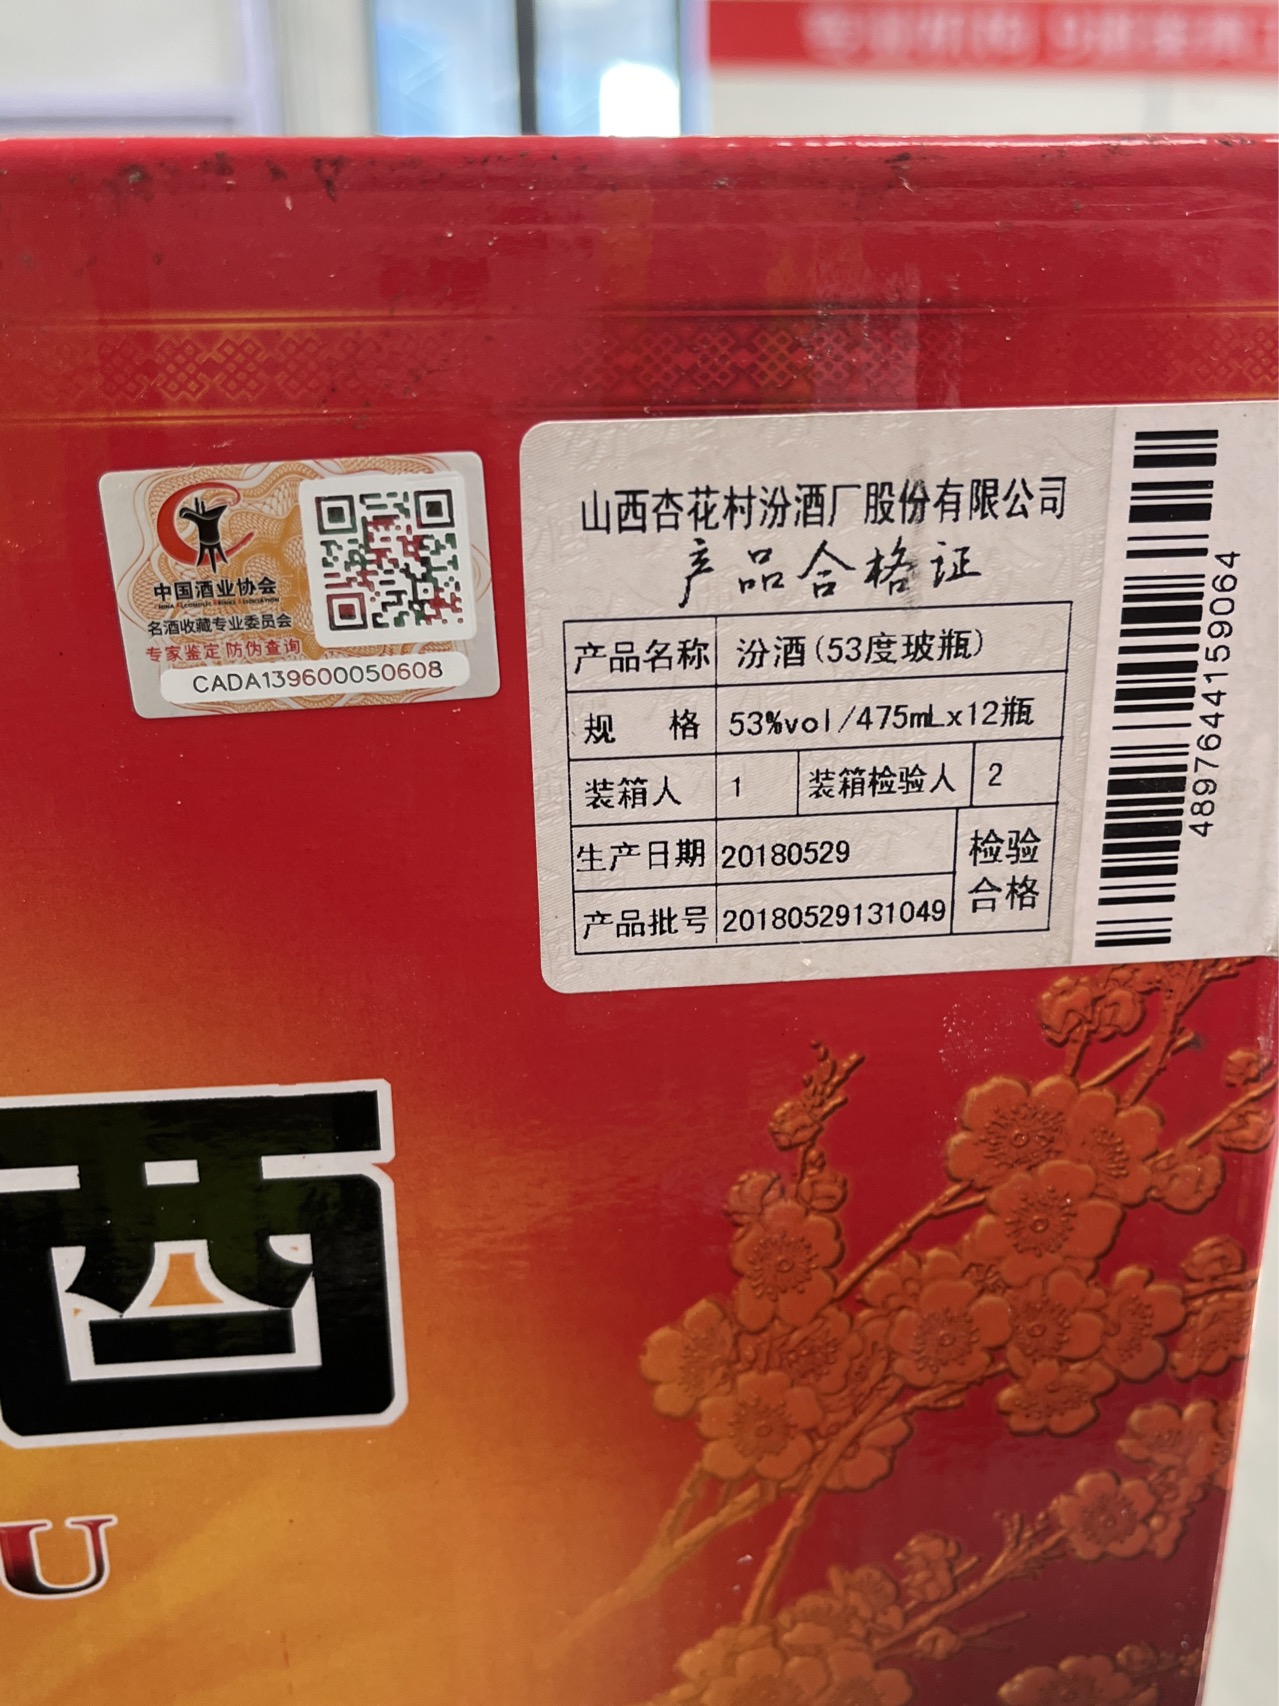 中国酒业协会
CHINA ALCOHOLIC DRINKS ASSOCIATION
名酒收藏专业委员会
专家鉴定 防伪查询
CADA139600050608
山西杏花村汾酒厂股份有限公司
产品合格证
产品名称 汾酒(53度玻瓶)
规 格 53%vol/475mLx12瓶
装箱人 1 装箱检验人 2
生产日期 20180529 检验合格
产品批号 20180529131049
4897644159064
U